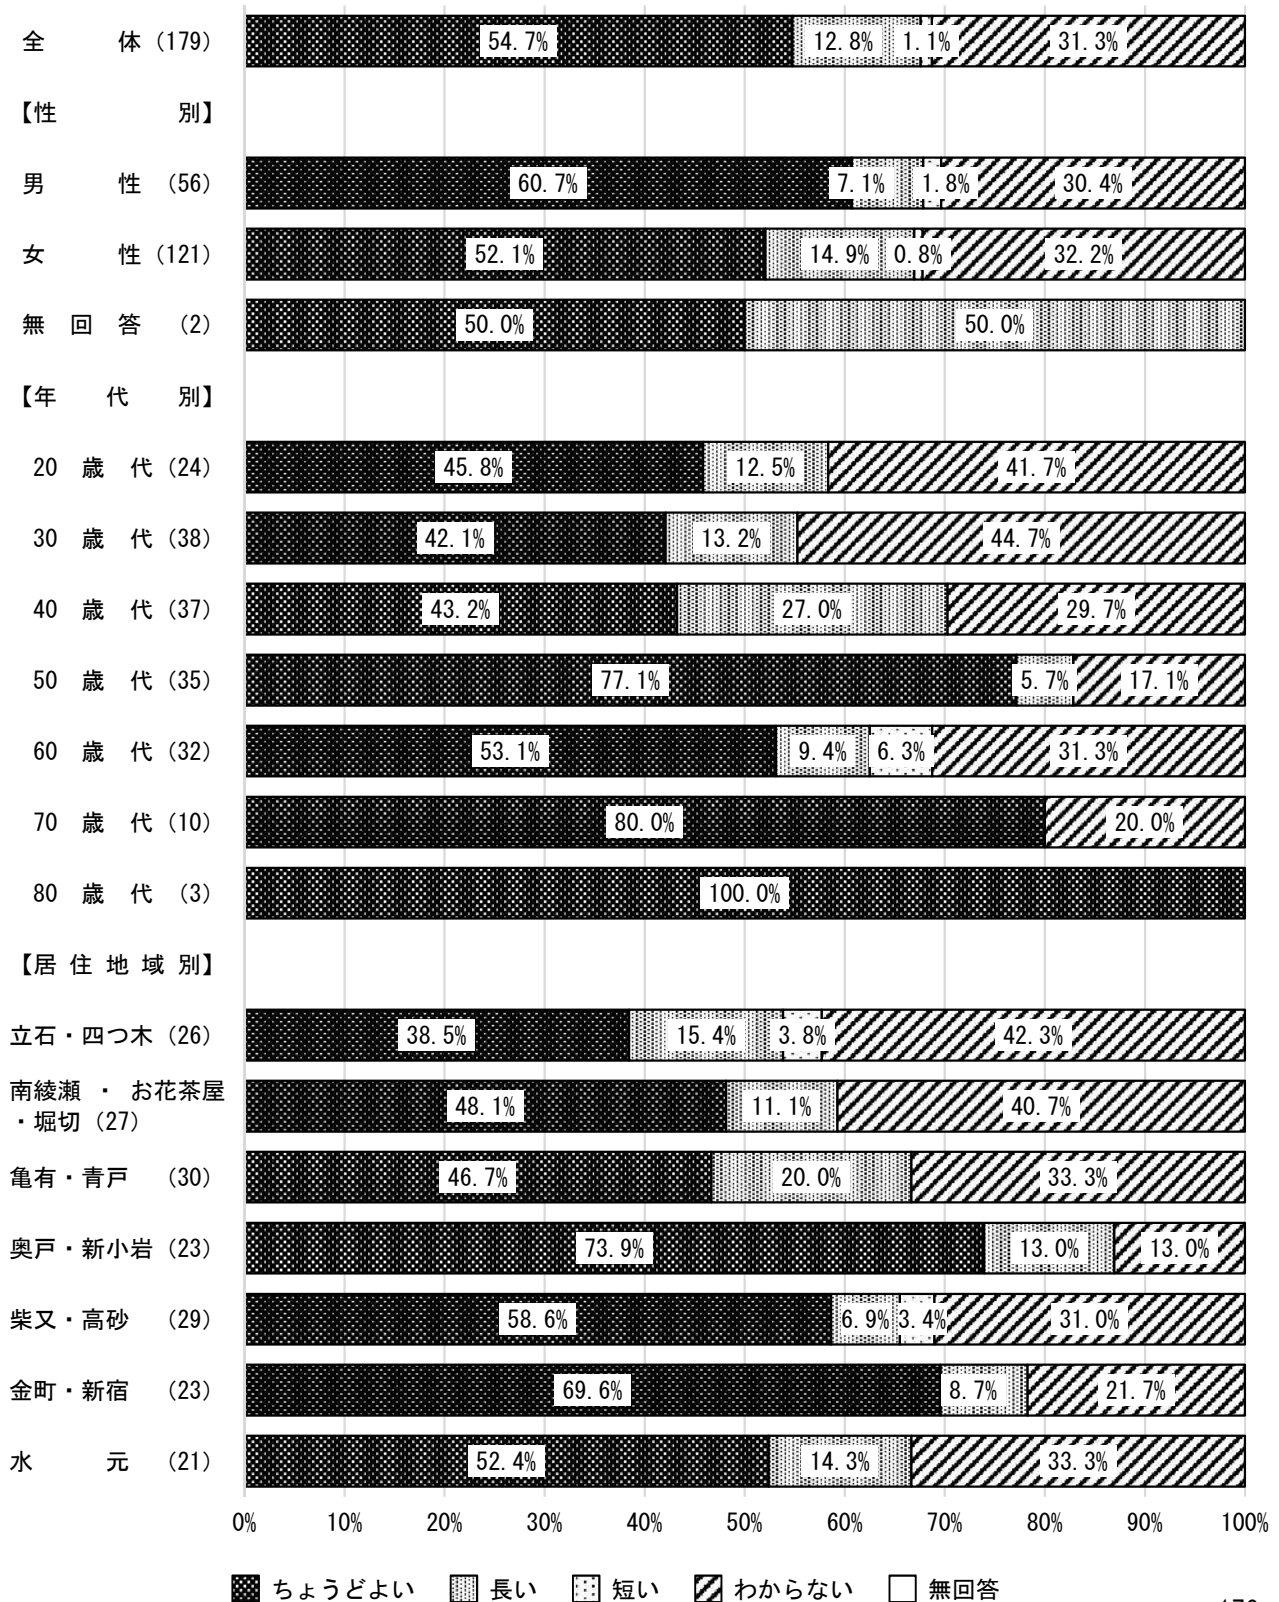 全 体 (179) 54.7% 12.8% 1.1% 31.3%
【性 別】
男 性 (56) 60.7% 7.1% 1.8% 30.4%
女 性 (121) 52.1% 14.9% 0.8% 32.2%
無 回 答 (2) 50.0% 50.0%
【年 代 別】
20 歳 代 (24) 45.8% 12.5% 41.7%
30 歳 代 (38) 42.1% 13.2% 44.7%
40 歳 代 (37) 43.2% 27.0% 29.7%
50 歳 代 (35) 77.1% 5.7% 17.1%
60 歳 代 (32) 53.1% 9.4% 6.3% 31.3%
70 歳 代 (10) 80.0% 20.0%
80 歳 代 (3) 100.0%
【居 住 地 域 別】
立石・四つ木 (26) 38.5% 15.4% 3.8% 42.3%
南綾瀬 ・ お花茶屋
・堀切 (27) 48.1% 11.1% 40.7%
亀有・青戸 (30) 46.7% 20.0% 33.3%
奥戸・新小岩 (23) 73.9% 13.0% 13.0%
柴又・高砂 (29) 58.6% 6.9% 3.4% 31.0%
金町・新宿 (23) 69.6% 8.7% 21.7%
水 元 (21) 52.4% 14.3% 33.3%
0% 10% 20% 30% 40% 50% 60% 70% 80% 90% 100%
ちょうどよい 長い 短い わからない 無回答